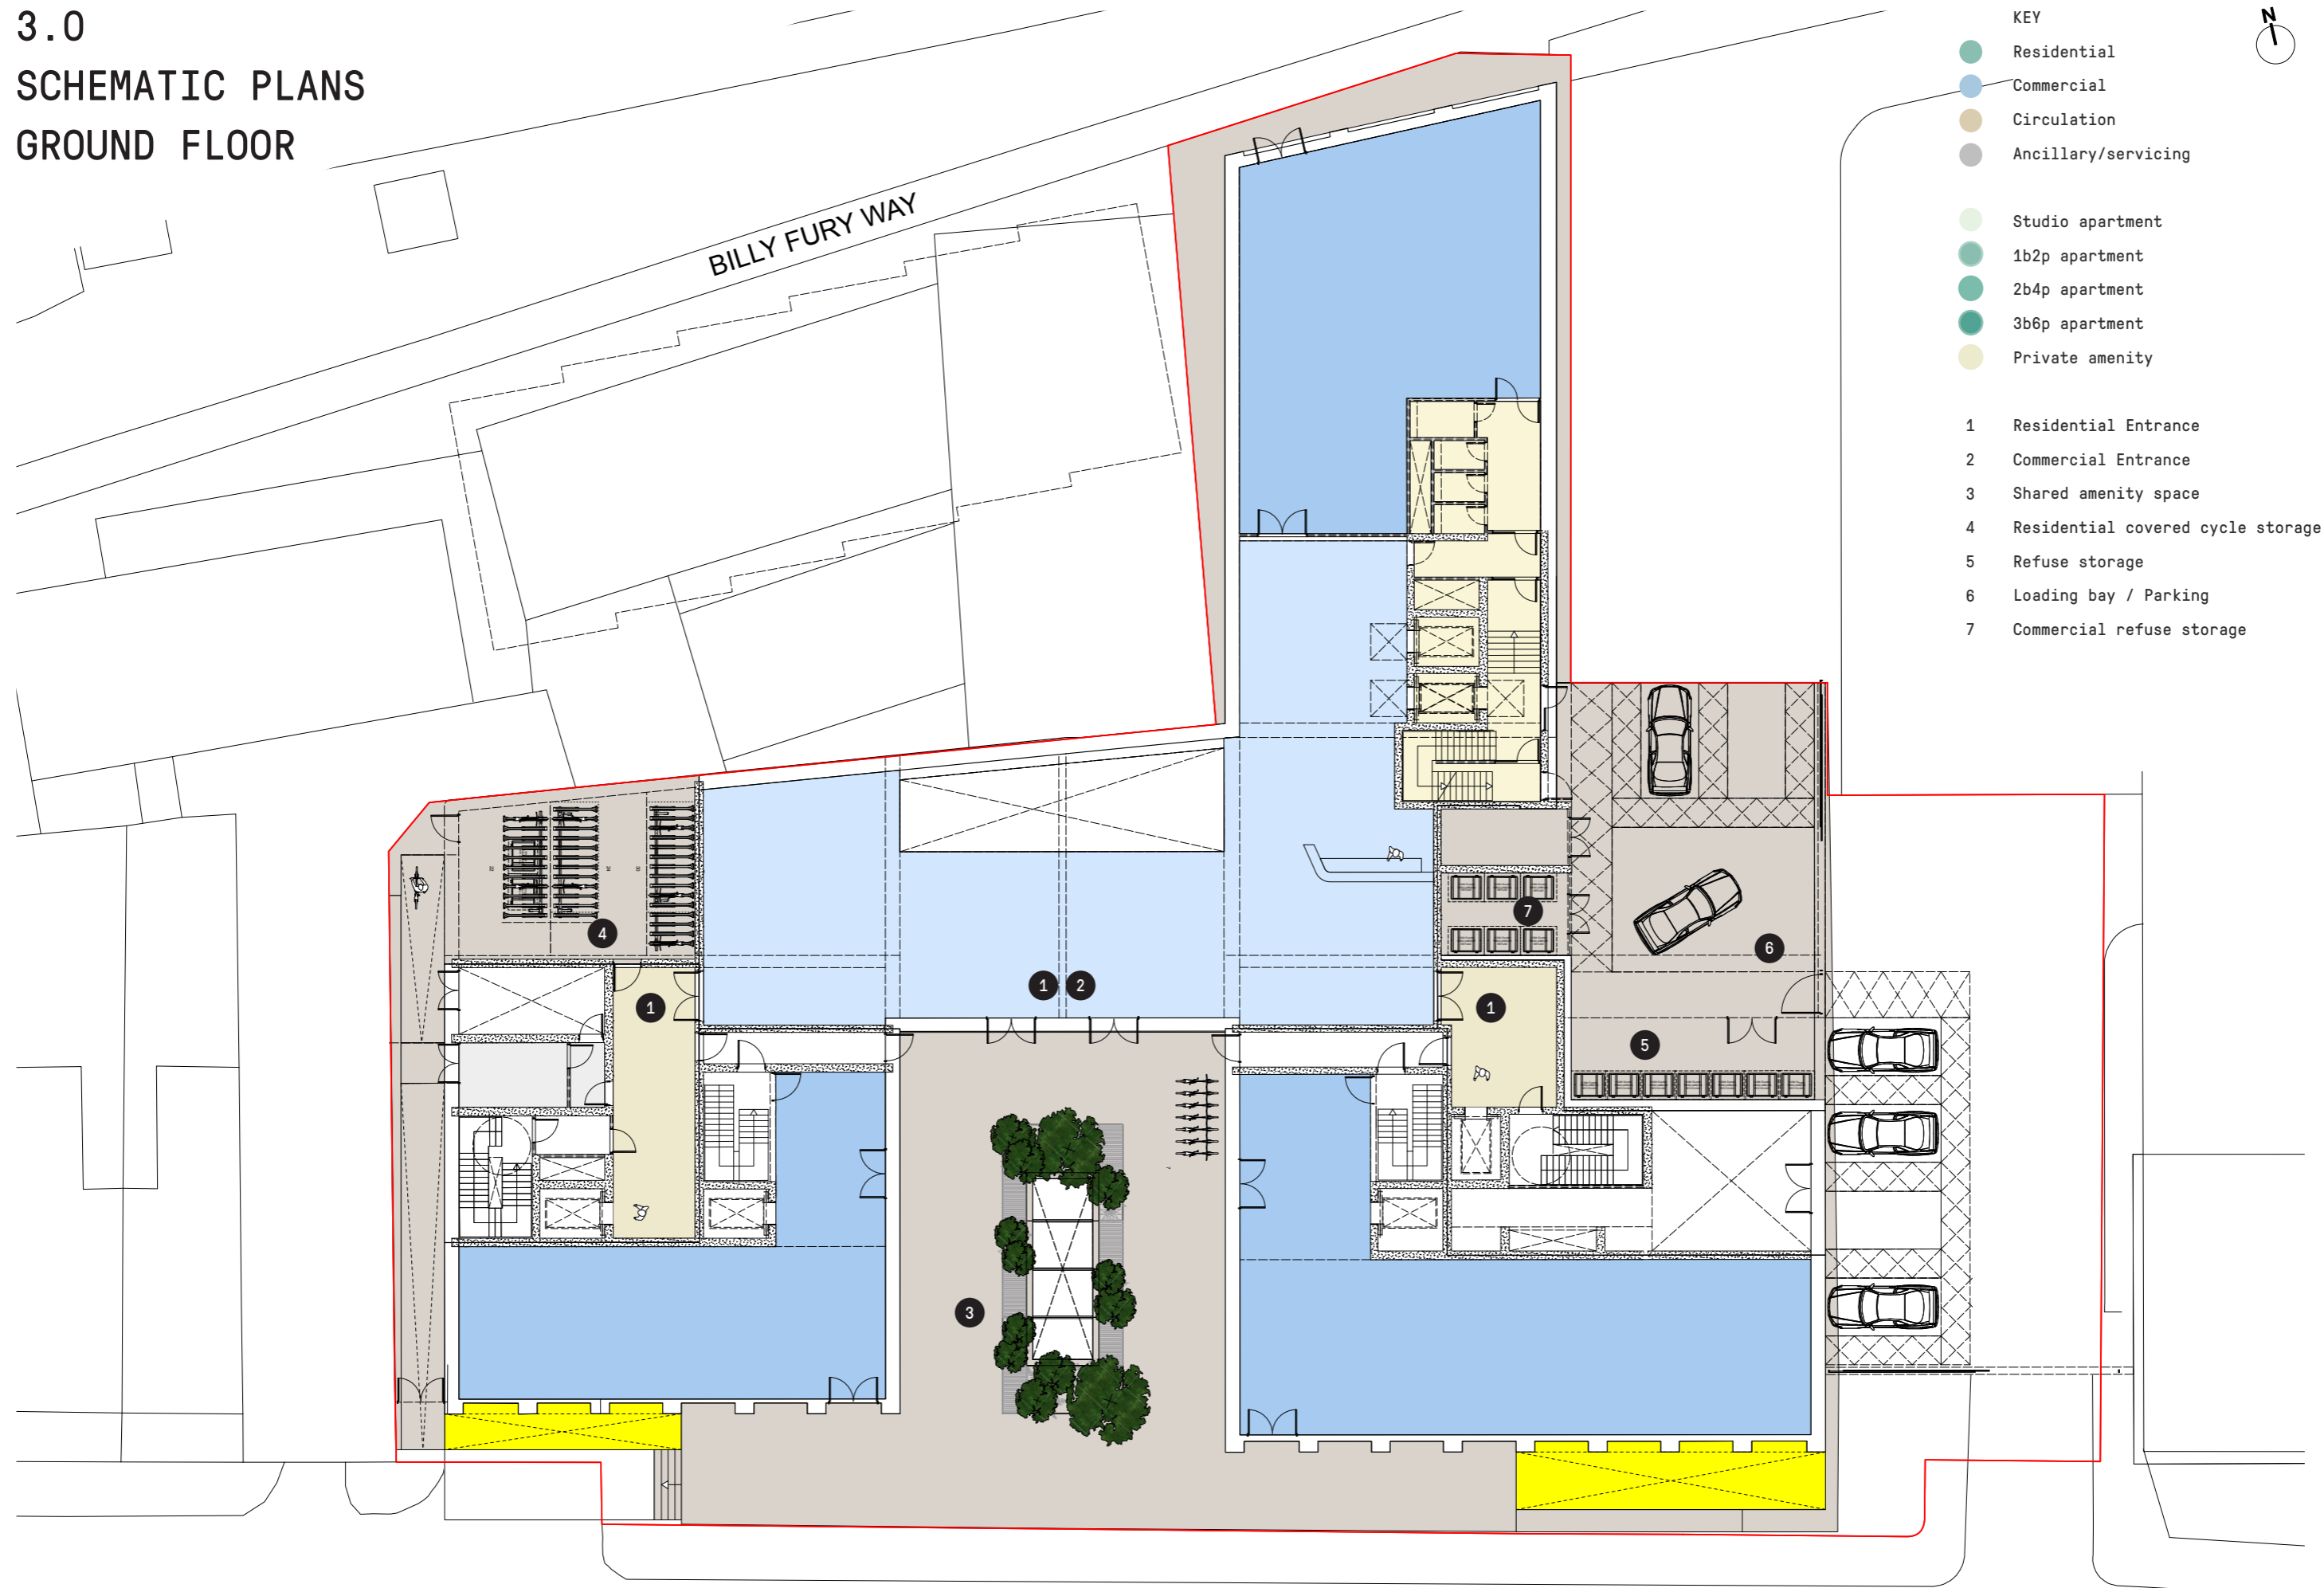 3.0
SCHEMATIC PLANS
GROUND FLOOR
KEY
N
Residential
Commercial
Circulation
Ancillary/servicing
Studio apartment
1b2p apartment
2b4p apartment
3b6p apartment
Private amenity
1 Residential Entrance
2 Commercial Entrance
3 Shared amenity space
4 Residential covered cycle storage
5 Refuse storage
6 Loading bay / Parking
7 Commercial refuse storage
BILLY FURY WAY
4
7
6
1
1
2
1
5
3